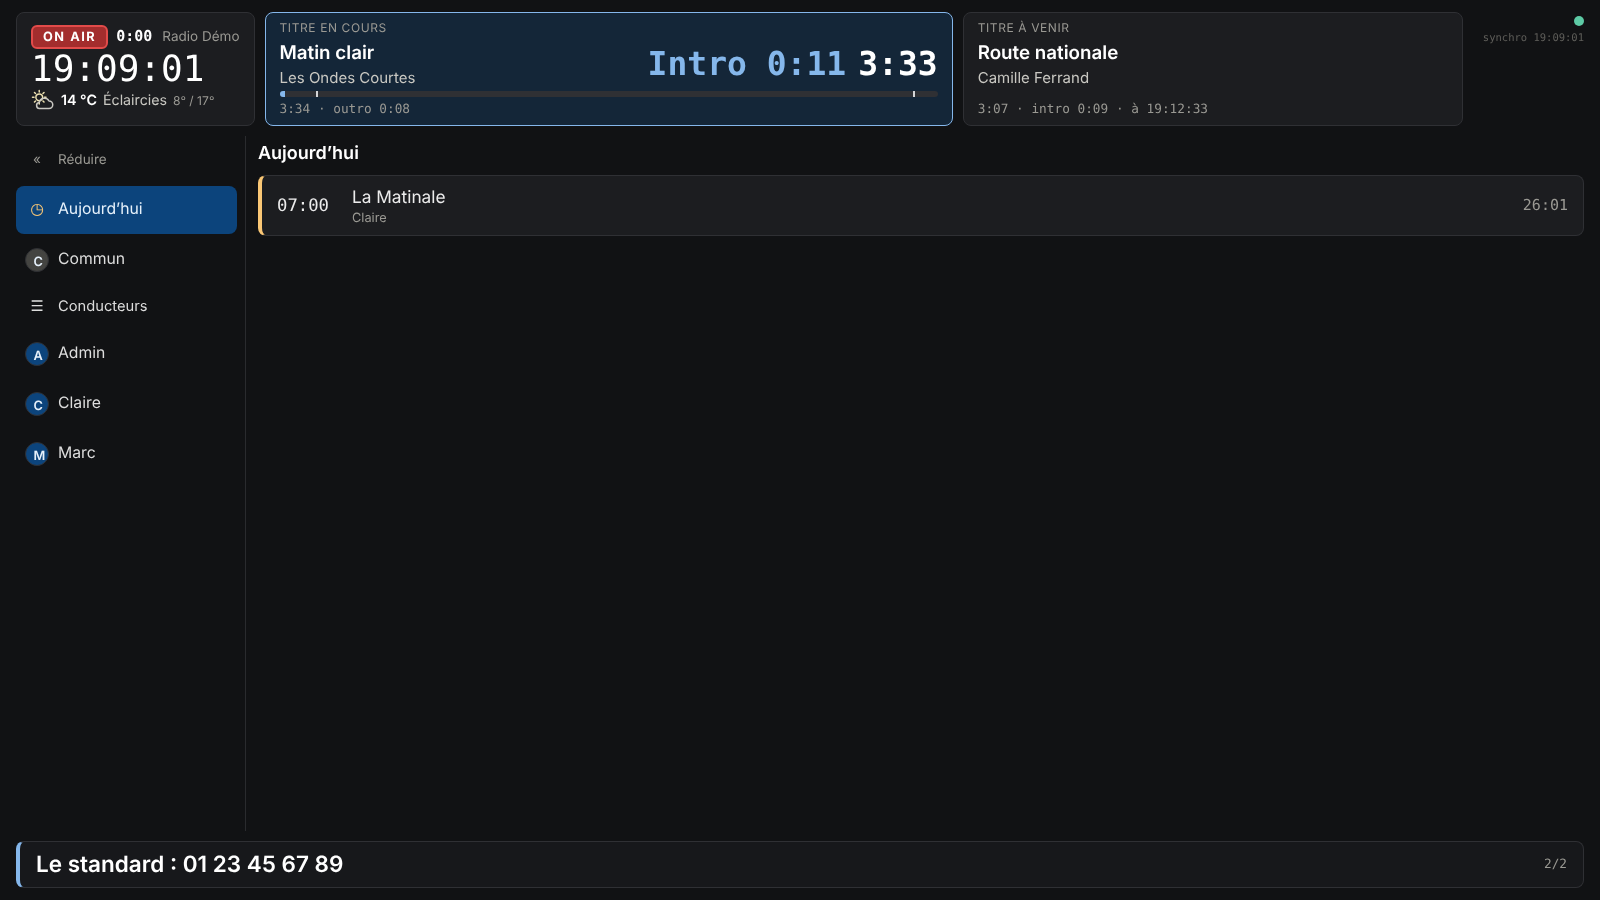 ON AIR 0:00 Radio Démo
19:09:01
14 °C Éclaircies 8° / 17°
TITRE EN COURS
Matin clair
Les Ondes Courtes
Intro 0:11 3:33
3:34 · outro 0:08
TITRE À VENIR
Route nationale
Camille Ferrand
3:07 · intro 0:09 · à 19:12:33
synchro 19:09:01
« Réduire
Aujourd’hui
C Commun
☰ Conducteurs
A Admin
C Claire
M Marc
Aujourd’hui
07:00 La Matinale 26:01
Claire
Le standard : 01 23 45 67 89 2/2